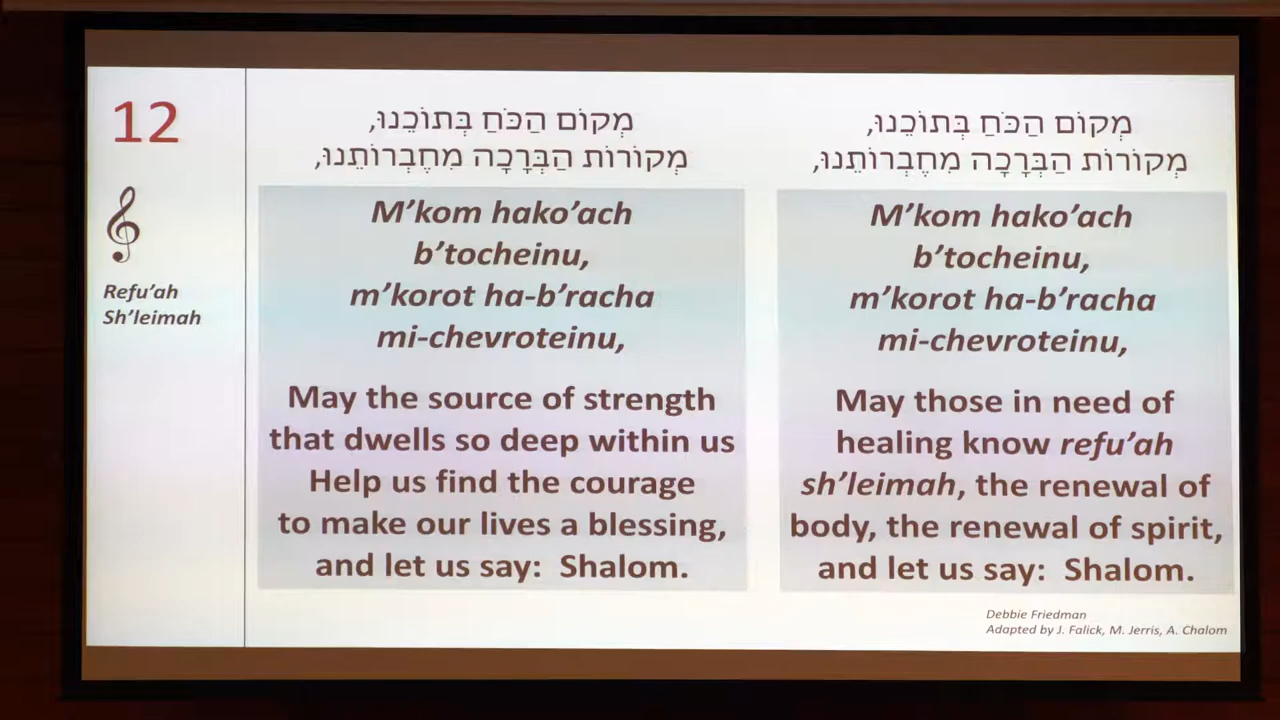 12
Refu’ah
Sh’leimah
מְקוֹם הַכֹּחַ בְּתוֹכֵנוּ,
מְקוֹרוֹת הַבְּרָכָה מִחֶבְרוֹתֵנוּ,
M’kom hako’ach
b’tocheinu,
m’korot ha-b’racha
mi-chevroteinu,
May the source of strength
that dwells so deep within us
Help us find the courage
to make our lives a blessing,
and let us say:  Shalom.
מְקוֹם הַכֹּחַ בְּתוֹכֵנוּ,
מְקוֹרוֹת הַבְּרָכָה מִחֶבְרוֹתֵנוּ,
M’kom hako’ach
b’tocheinu,
m’korot ha-b’racha
mi-chevroteinu,
May those in need of
healing know refu’ah
sh’leimah, the renewal of
body, the renewal of spirit,
and let us say:  Shalom.
Debbie Friedman
Adapted by J. Falick, M. Jerris, A. Chalom